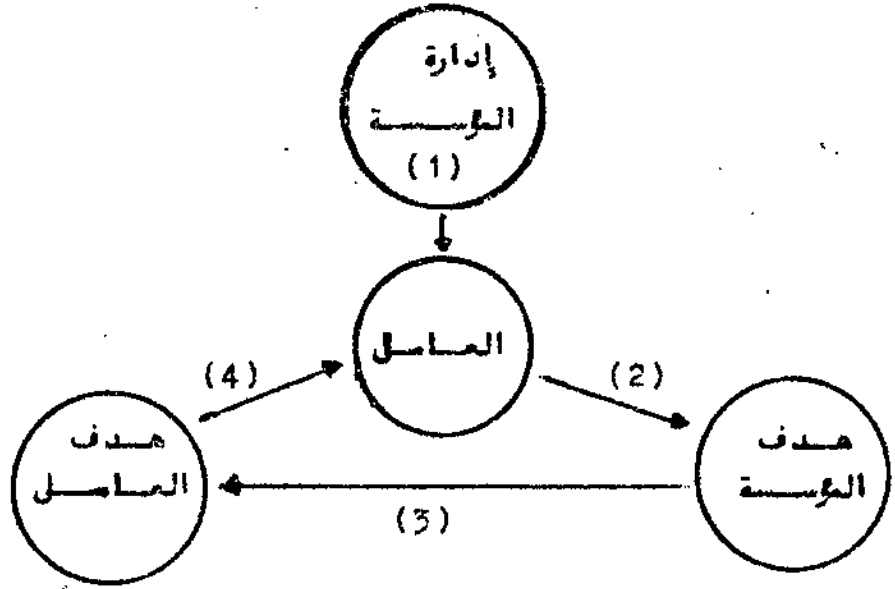 إدارة
المؤسسة
(1)
العامل
(4)
(2)
هدف
العامل
هدف
المؤسسة
(3)